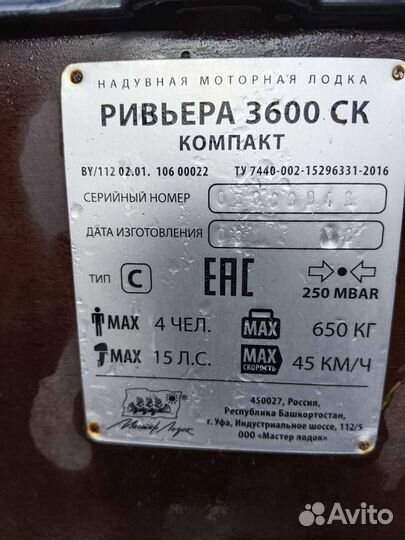 НАДУВНАЯ МОТОРНАЯ ЛОДКА
РИВЬЕРА 3600 СК
КОМПАКТ
BY/112 02.01. 106 00022 ТУ 7440-002-15296331-2016
СЕРИЙНЫЙ НОМЕР
ДАТА ИЗГОТОВЛЕНИЯ
ТИП C EAC 250 MBAR
MAX 4 ЧЕЛ. MAX 650 КГ
MAX 15 Л.С. MAX СКОРОСТЬ 45 КМ/Ч
450027, Россия,
Республика Башкортостан,
г. Уфа, Индустриальное шоссе, 112/5
ООО «Мастер лодок»
Мастер Лодок
Avito